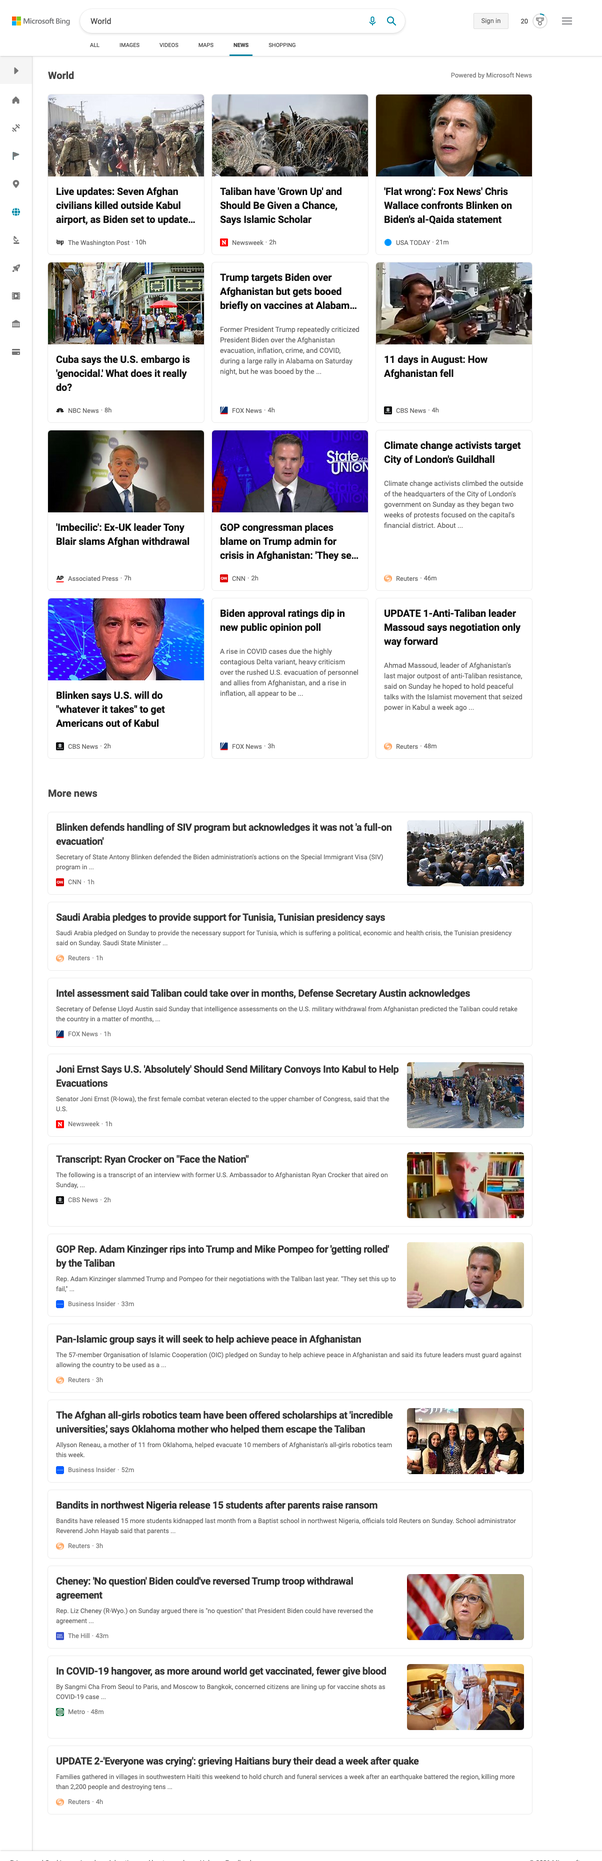 Microsoft Bing
World
Sign in
20
ALL IMAGES VIDEOS MAPS NEWS SHOPPING
World
Powered by Microsoft News
Live updates: Seven Afghan
civilians killed outside Kabul
airport, as Biden set to update...
The Washington Post · 10h
Taliban have 'Grown Up' and
Should Be Given a Chance,
Says Islamic Scholar
Newsweek · 2h
'Flat wrong': Fox News' Chris
Wallace confronts Blinken on
Biden's al-Qaida statement
USA TODAY · 21m
Cuba says the U.S. embargo is
'genocidal.' What does it really
do?
NBC News · 8h
Trump targets Biden over
Afghanistan but gets booed
briefly on vaccines at Alabam...
Former President Trump repeatedly criticized
President Biden over the Afghanistan
evacuation, inflation, crime, and COVID,
during a large rally in Alabama on Saturday
night, but he was booed by the ...
FOX News · 4h
11 days in August: How
Afghanistan fell
CBS News · 4h
'Imbecilic': Ex-UK leader Tony
Blair slams Afghan withdrawal
AP Associated Press · 7h
State of
UNION
GOP congressman places
blame on Trump admin for
crisis in Afghanistan: 'They se...
CNN · 2h
Climate change activists target
City of London's Guildhall
Climate change activists climbed the outside
of the headquarters of the City of London's
government on Sunday as they began two
weeks of protests focused on the capital's
financial district. About ...
Reuters · 46m
Blinken says U.S. will do
"whatever it takes" to get
Americans out of Kabul
CBS News · 2h
Biden approval ratings dip in
new public opinion poll
A rise in COVID cases due the highly
contagious Delta variant, heavy criticism
over the rushed U.S. evacuation of personnel
and allies from Afghanistan, and a rise in
inflation, all appear to be ...
FOX News · 3h
UPDATE 1-Anti-Taliban leader
Massoud says negotiation only
way forward
Ahmad Massoud, leader of Afghanistan's
last major outpost of anti-Taliban resistance,
said on Sunday he hoped to hold peaceful
talks with the Islamist movement that seized
power in Kabul a week ago ...
Reuters · 48m
More news
Blinken defends handling of SIV program but acknowledges it was not 'a full-on
evacuation'
Secretary of State Antony Blinken defended the Biden administration's actions on the Special Immigrant Visa (SIV)
program in ...
CNN · 1h
Saudi Arabia pledges to provide support for Tunisia, Tunisian presidency says
Saudi Arabia pledged on Sunday to provide the necessary support for Tunisia, which is suffering a political, economic and health crisis, the Tunisian presidency
said on Sunday. Saudi State Minister ...
Reuters · 1h
Intel assessment said Taliban could take over in months, Defense Secretary Austin acknowledges
Secretary of Defense Lloyd Austin said Sunday that intelligence assessments on the U.S. military withdrawal from Afghanistan predicted the Taliban could retake
the country in a matter of months, ...
FOX News · 1h
Joni Ernst Says U.S. 'Absolutely' Should Send Military Convoys Into Kabul to Help
Evacuations
Senator Joni Ernst (R-Iowa), the first female combat veteran elected to the upper chamber of Congress, said that the
U.S.
Newsweek · 1h
Transcript: Ryan Crocker on "Face the Nation"
The following is a transcript of an interview with former U.S. Ambassador to Afghanistan Ryan Crocker that aired on
Sunday, ...
CBS News · 2h
GOP Rep. Adam Kinzinger rips into Trump and Mike Pompeo for 'getting rolled'
by the Taliban
Rep. Adam Kinzinger slammed Trump and Pompeo for their negotiations with the Taliban last year. "They set this up to
fail," ...
Business Insider · 33m
Pan-Islamic group says it will seek to help achieve peace in Afghanistan
The 57-member Organisation of Islamic Cooperation (OIC) pledged on Sunday to help achieve peace in Afghanistan and said its future leaders must guard against
allowing the country to be used as a ...
Reuters · 3h
The Afghan all-girls robotics team have been offered scholarships at 'incredible
universities,' says Oklahoma mother who helped them escape the Taliban
Allyson Reneau, a mother of 11 from Oklahoma, helped evacuate 10 members of Afghanistan's all-girls robotics team
this week.
Business Insider · 52m
Bandits in northwest Nigeria release 15 students after parents raise ransom
Bandits have released 15 more students kidnapped last month from a Baptist school in northwest Nigeria, officials told Reuters on Sunday. School administrator
Reverend John Hayab said that parents ...
Reuters · 3h
Cheney: 'No question' Biden could've reversed Trump troop withdrawal
agreement
Rep. Liz Cheney (R-Wyo.) on Sunday argued there is "no question" that President Biden could have reversed the
agreement ...
The Hill · 43m
In COVID-19 hangover, as more around world get vaccinated, fewer give blood
By Sangmi Cha From Seoul to Paris, and Moscow to Bangkok, concerned citizens are lining up for vaccine shots as
COVID-19 case ...
Metro · 48m
UPDATE 2-'Everyone was crying': grieving Haitians bury their dead a week after quake
Families gathered in villages in southwestern Haiti this weekend to hold church and funeral services a week after an earthquake battered the region, killing more
than 2,200 people and destroying tens ...
Reuters · 4h